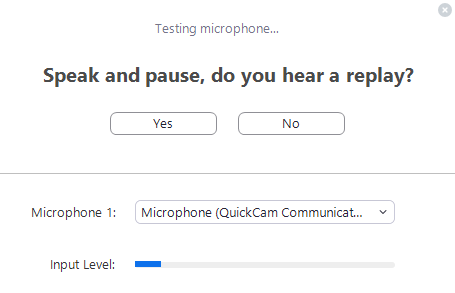 Testing microphone...
Speak and pause, do you hear a replay?
Yes No
Microphone 1: Microphone (QuickCam Communicat...
Input Level: